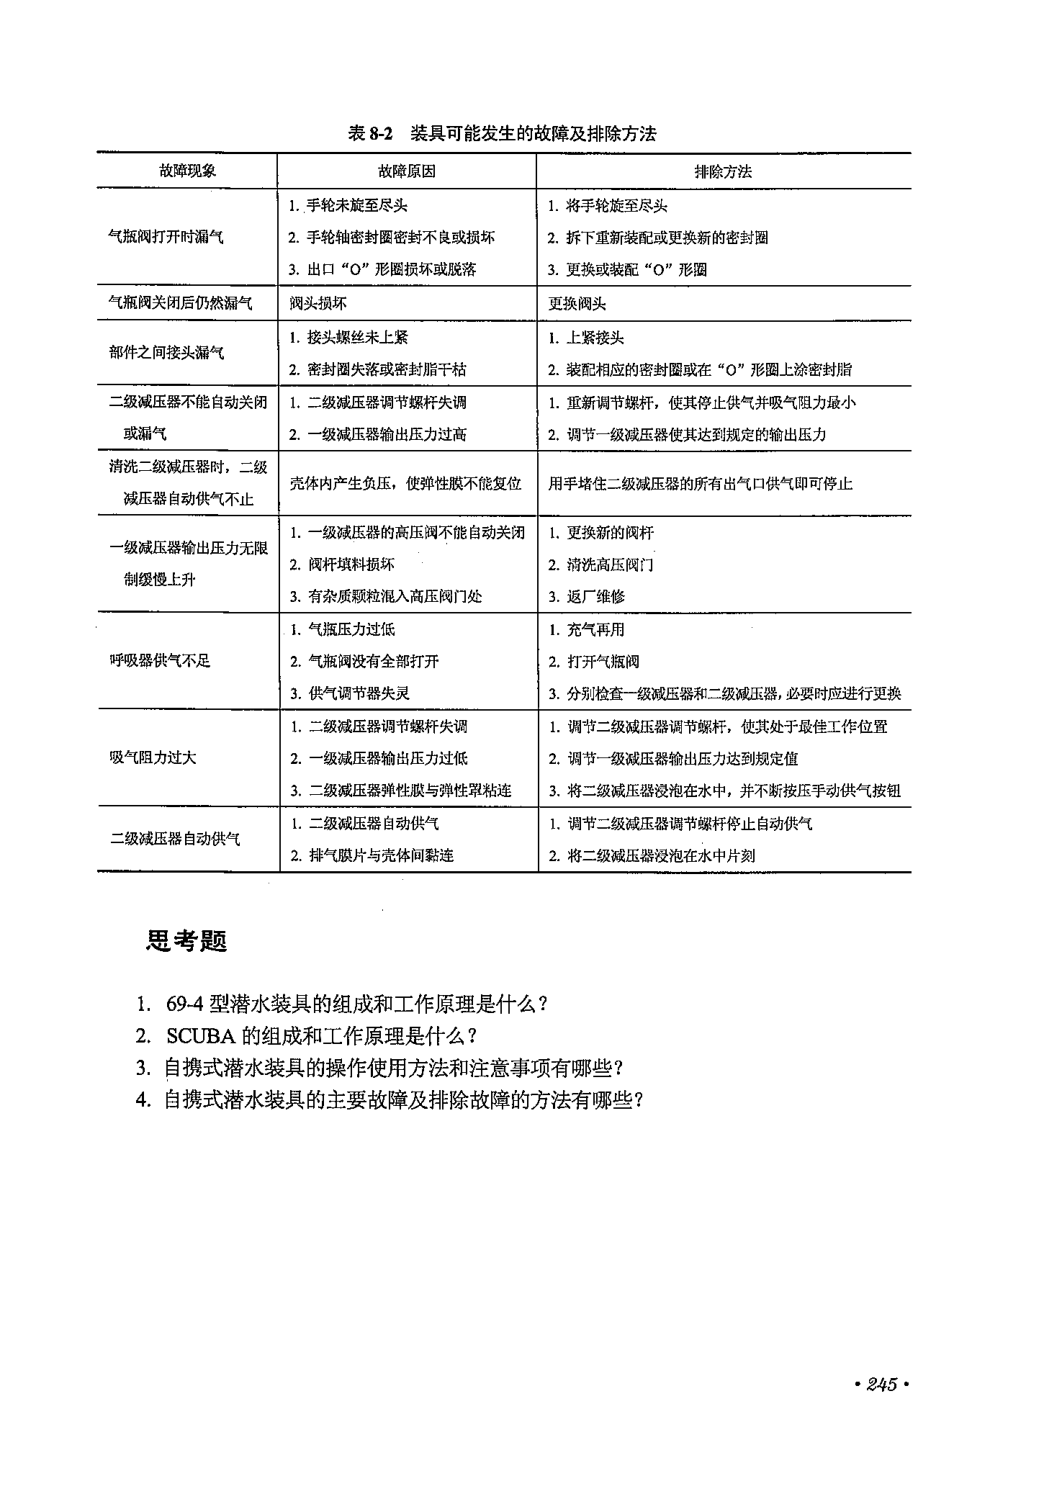 表 8-2 装具可能发生的故障及排除方法
故障现象 故障原因 排除方法
气瓶阀打开时漏气
1. 手轮未旋至尽头
2. 手轮轴密封圈密封不良或损坏
3. 出口“O”形圈损坏或脱落
1. 将手轮旋至尽头
2. 拆下重新装配或更换新的密封圈
3. 更换或装配“O”形圈
气瓶阀关闭后仍然漏气 阀头损坏 更换阀头
部件之间接头漏气
1. 接头螺丝未上紧
2. 密封圈失落或密封脂干枯
1. 上紧接头
2. 装配相应的密封圈或在“O”形圈上涂密封脂
二级减压器不能自动关闭
或漏气
1. 二级减压器调节螺杆失调
2. 一级减压器输出压力过高
1. 重新调节螺杆，使其停止供气并吸气阻力最小
2. 调节一级减压器使其达到规定的输出压力
清洗二级减压器时，二级
减压器自动供气不止
壳体内产生负压，使弹性膜不能复位
用手堵住二级减压器的所有出气口供气即可停止
一级减压器输出压力无限
制缓慢上升
1. 一级减压器的高压阀不能自动关闭
2. 阀杆填料损坏
3. 有杂质颗粒混入高压阀门处
1. 更换新的阀杆
2. 清洗高压阀门
3. 返厂维修
呼吸器供气不足
1. 气瓶压力过低
2. 气瓶阀没有全部打开
3. 供气调节器失灵
1. 充气再用
2. 打开气瓶阀
3. 分别检查一级减压器和二级减压器，必要时应进行更换
吸气阻力过大
1. 二级减压器调节螺杆失调
2. 一级减压器输出压力过低
3. 二级减压器弹性膜与弹性罩粘连
1. 调节二级减压器调节螺杆，使其处于最佳工作位置
2. 调节一级减压器输出压力达到规定值
3. 将二级减压器浸泡在水中，并不断按压手动供气按钮
二级减压器自动供气
1. 二级减压器自动供气
2. 排气膜片与壳体间黏连
1. 调节二级减压器调节螺杆停止自动供气
2. 将二级减压器浸泡在水中片刻
思考题
1. 69-4 型潜水装具的组成和工作原理是什么？
2. SCUBA 的组成和工作原理是什么？
3. 自携式潜水装具的操作使用方法和注意事项有哪些？
4. 自携式潜水装具的主要故障及排除故障的方法有哪些？
· 245 ·